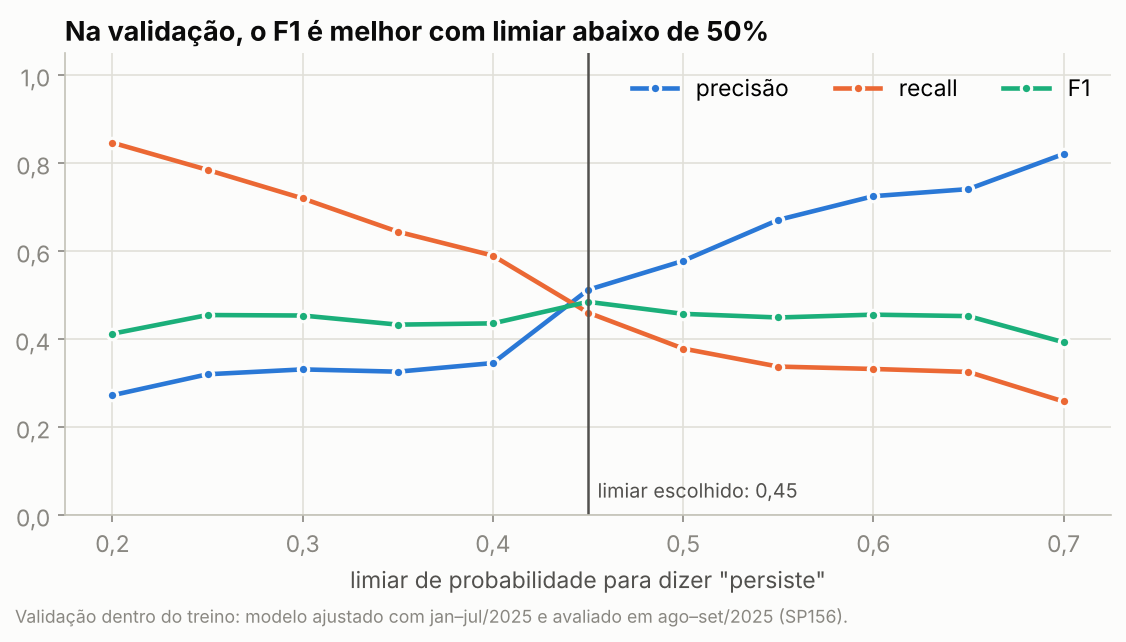 Na validação, o F1 é melhor com limiar abaixo de 50%
precisão recall F1
1,0
0,8
0,6
0,4
0,2
0,0
limiar escolhido: 0,45
0,2 0,3 0,4 0,5 0,6 0,7
limiar de probabilidade para dizer "persiste"
Validação dentro do treino: modelo ajustado com jan–jul/2025 e avaliado em ago–set/2025 (SP156).